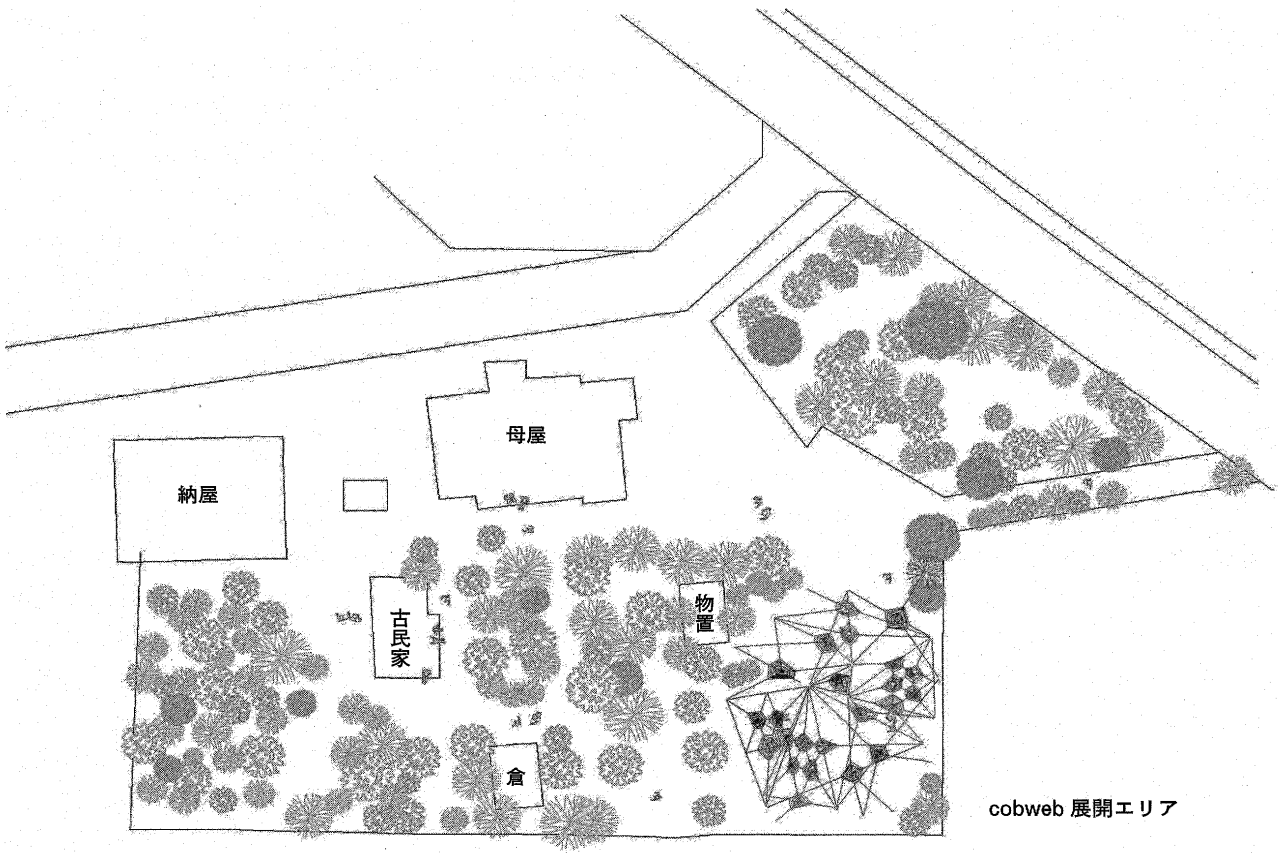 母屋
納屋
物置
古民家
倉
cobweb 展開エリア